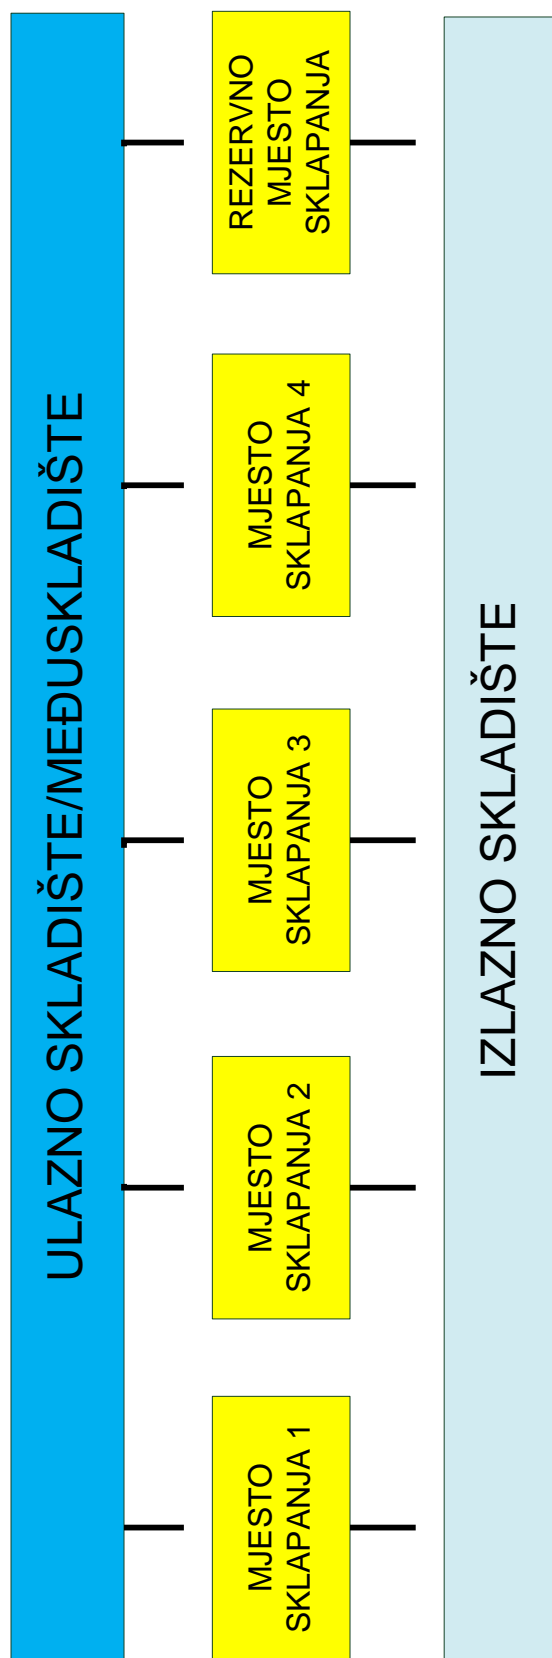 ULAZNO SKLADIŠTE/MEĐUSKLADIŠTE
REZERVNO
MJESTO
SKLAPANJA
MJESTO
SKLAPANJA 4
MJESTO
SKLAPANJA 3
MJESTO
SKLAPANJA 2
MJESTO
SKLAPANJA 1
IZLAZNO SKLADIŠTE